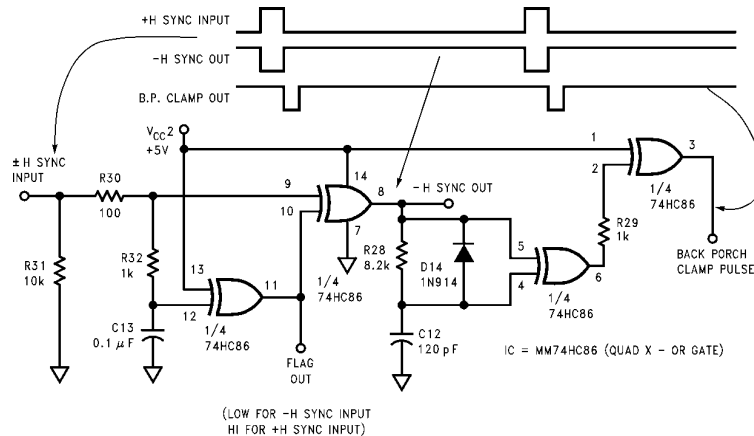 +H SYNC INPUT
-H SYNC OUT
B.P. CLAMP OUT
VCC2
+5V
±H SYNC
INPUT
R30
100
R31
10k
R32
1k
C13
0.1 μF
13
12
11
1/4
74HC86
FLAG
OUT
(LOW FOR -H SYNC INPUT
HI FOR +H SYNC INPUT)
9
10
14
8
7
1/4
74HC86
-H SYNC OUT
R28
8.2k
D14
1N914
C12
120 pF
5
4
6
1/4
74HC86
R29
1k
1
2
3
1/4
74HC86
BACK PORCH
CLAMP PULSE
IC = MM74HC86 (QUAD X - OR GATE)